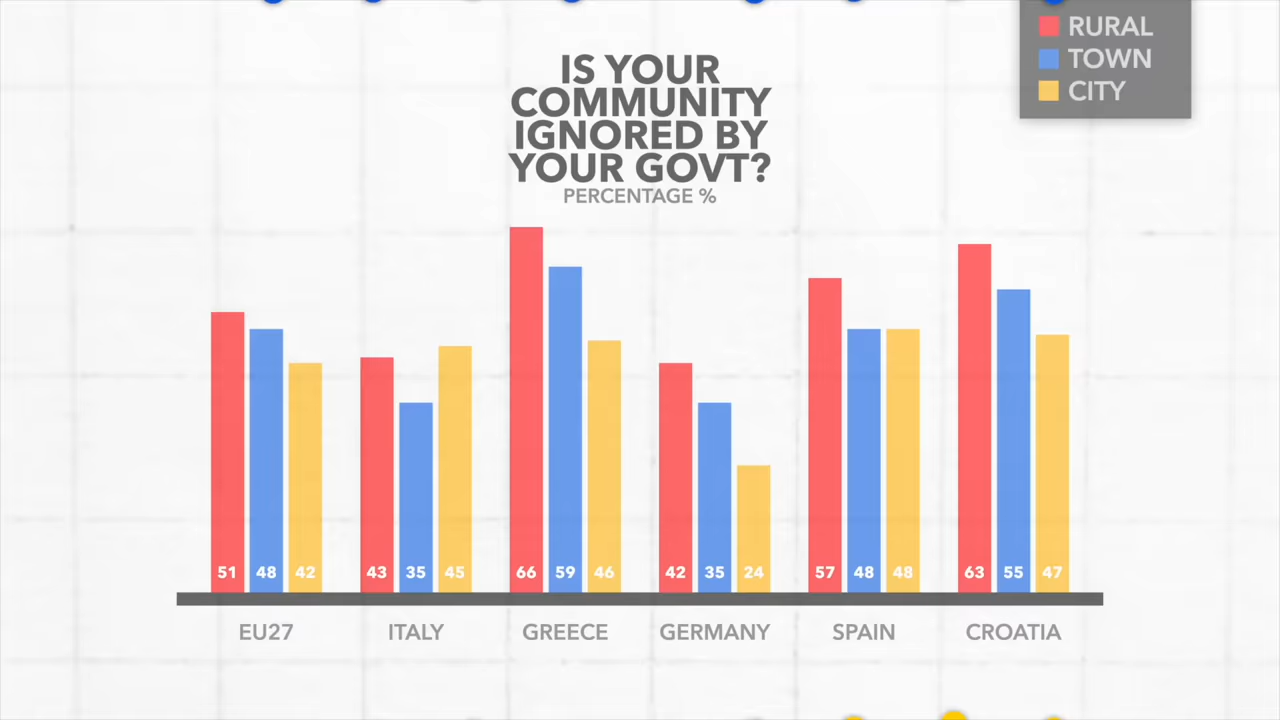 RURAL
TOWN
CITY
IS YOUR
COMMUNITY
IGNORED BY
YOUR GOVT?
PERCENTAGE %
51 48 42 43 35 45 66 59 46 42 35 24 57 48 48 63 55 47
EU27 ITALY GREECE GERMANY SPAIN CROATIA